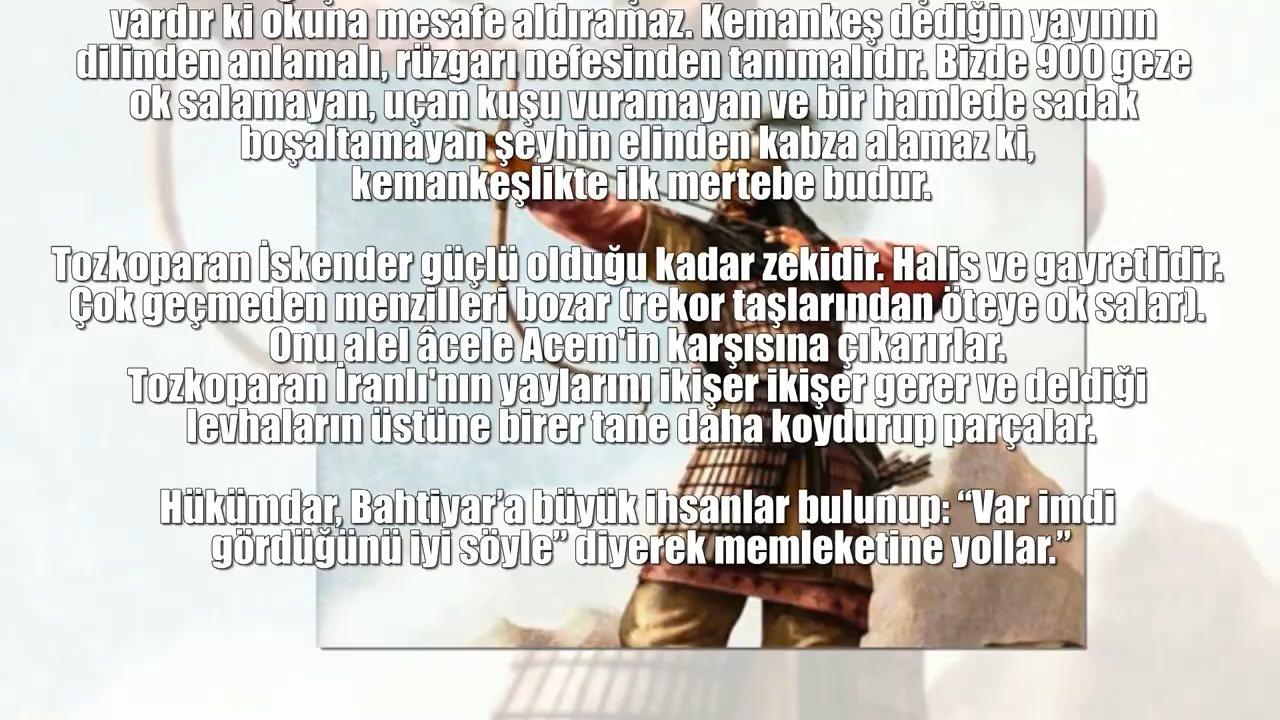 vardır ki okuna mesafe aldıramaz. Kemankeş dediğin yayının
dilinden anlamalı, rüzgarı nefesinden tanımalıdır. Bizde 900 geze
ok salamayan, uçan kuşu vuramayan ve bir hamlede sadak
boşaltamayan şeyhin elinden kabza alamaz ki,
kemankeşlikte ilk mertebe budur.
Tozkoparan İskender güçlü olduğu kadar zekidir. Halis ve gayretlidir.
Çok geçmeden menzilleri bozar (rekor taşlarından öteye ok salar).
Onu alel âcele Acem'in karşısına çıkarırlar.
Tozkoparan İranlı'nın yaylarını ikişer ikişer gerer ve deldiği
levhaların üstüne birer tane daha koydurup parçalar.
Hükümdar, Bahtiyar’a büyük ihsanlar bulunup: “Var imdi
gördüğünü iyi söyle” diyerek memleketine yollar.”